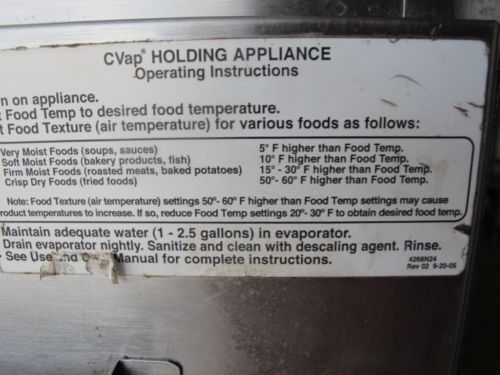 CVap® HOLDING APPLIANCE
Operating Instructions
n on appliance.
t Food Temp to desired food temperature.
t Food Texture (air temperature) for various foods as follows:
Very Moist Foods (soups, sauces) 5° F higher than Food Temp.
Soft Moist Foods (bakery products, fish) 10° F higher than Food Temp.
Firm Moist Foods (roasted meats, baked potatoes) 15° - 30° F higher than Food Temp.
Crisp Dry Foods (fried foods) 50°- 60° F higher than Food Temp.
Note: Food Texture (air temperature) settings 50°- 60° F higher than Food Temp settings may cause
product temperatures to increase. If so, reduce Food Temp settings 20°- 30° F to obtain desired food temp.
Maintain adequate water (1 - 2.5 gallons) in evaporator.
Drain evaporator nightly. Sanitize and clean with descaling agent. Rinse.
See Use and Manual for complete instructions.
4268N24
Rev 02 9-20-05